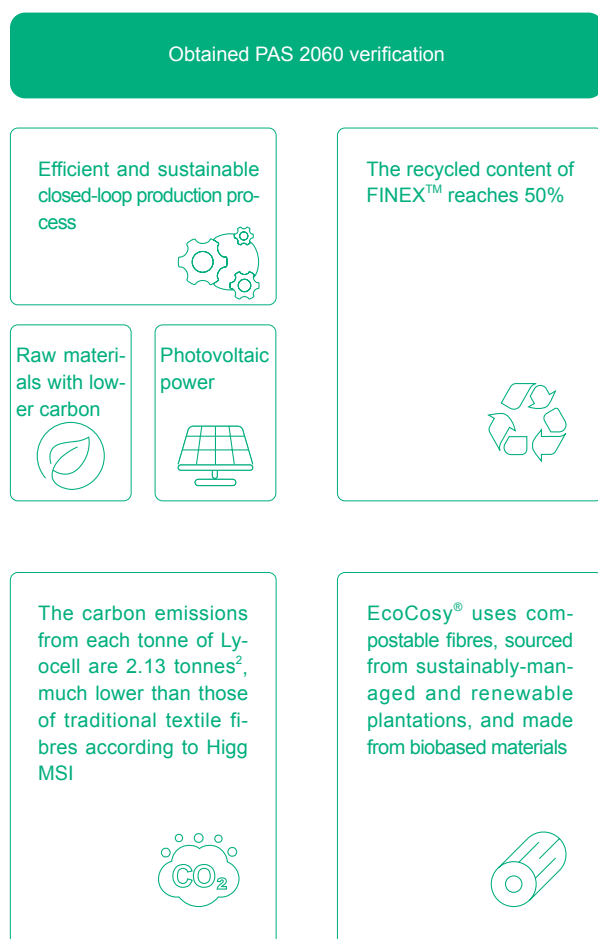 Obtained PAS 2060 verification
Efficient and sustainable
closed-loop production pro-
cess
The recycled content of
FINEX™ reaches 50%
Raw materi-
als with low-
er carbon
Photovoltaic
power
The carbon emissions
from each tonne of Ly-
ocell are 2.13 tonnes²,
much lower than those
of traditional textile fi-
bres according to Higg
MSI
CO₂
EcoCosy® uses com-
postable fibres, sourced
from sustainably-man-
aged and renewable
plantations, and made
from biobased materials